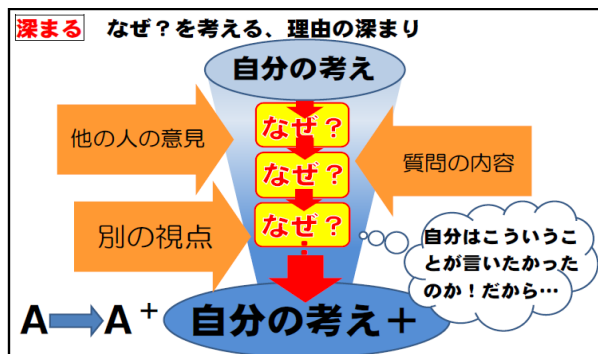 深まる なぜ?を考える、理由の深まり
自分の考え
なぜ?
他の人の意見
なぜ?
質問の内容
なぜ?
別の視点
自分はこういうこ
とが言いたかった
のか!だから…
A A+
自分の考え+